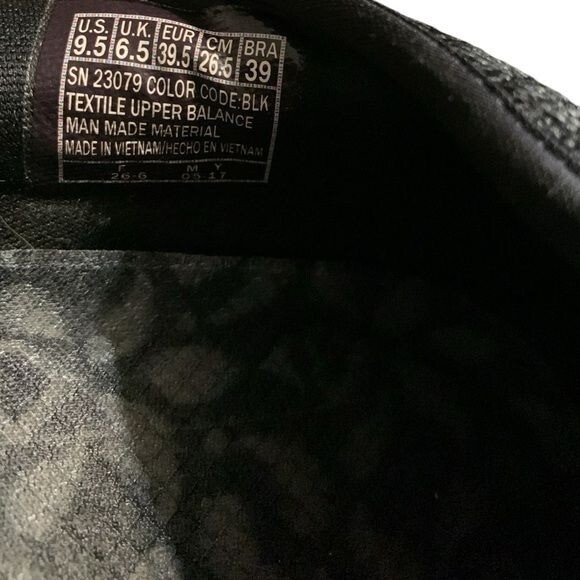 U.S. U.K. EUR CM BRA
9.5 6.5 39.5 26.5 39
SN 23079 COLOR CODE:BLK
TEXTILE UPPER BALANCE
MAN MADE MATERIAL
MADE IN VIETNAM/HECHO EN VIETNAM
F M Y
26-6 05-17